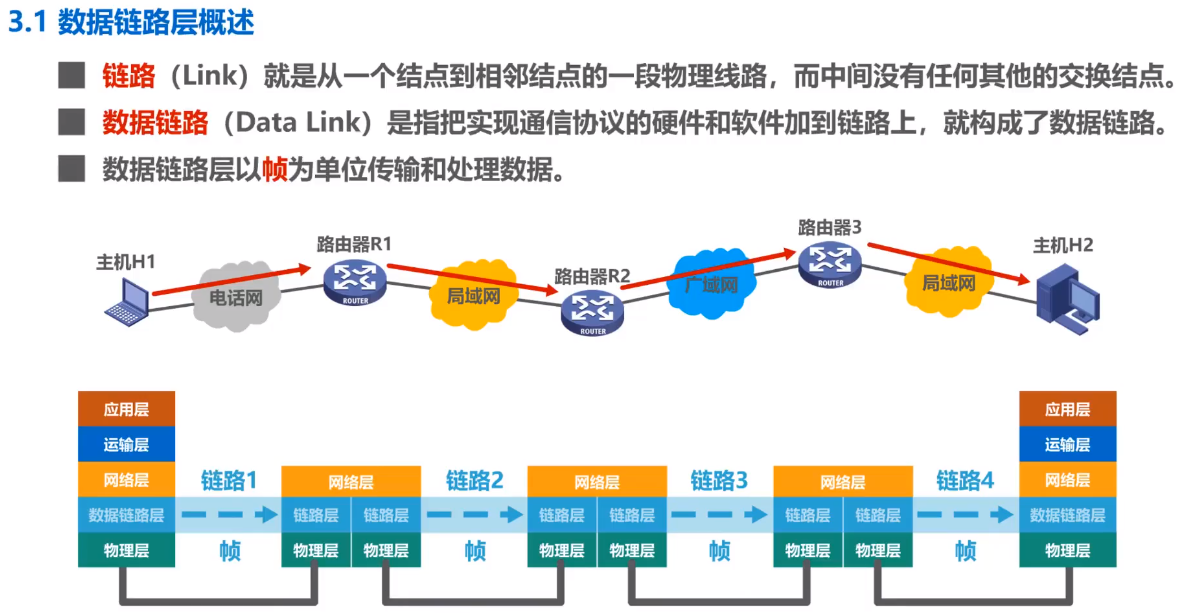 3.1 数据链路层概述
链路（Link）就是从一个结点到相邻结点的一段物理线路，而中间没有任何其他的交换结点。
数据链路（Data Link）是指把实现通信协议的硬件和软件加到链路上，就构成了数据链路。
数据链路层以帧为单位传输和处理数据。
主机H1
电话网
路由器R1
ROUTER
局域网
路由器R2
ROUTER
广域网
路由器3
ROUTER
局域网
主机H2
应用层
运输层
网络层
数据链路层
物理层
链路1
帧
网络层
链路层 链路层
物理层 物理层
链路2
帧
网络层
链路层 链路层
物理层 物理层
链路3
帧
网络层
链路层 链路层
物理层 物理层
链路4
帧
应用层
运输层
网络层
数据链路层
物理层